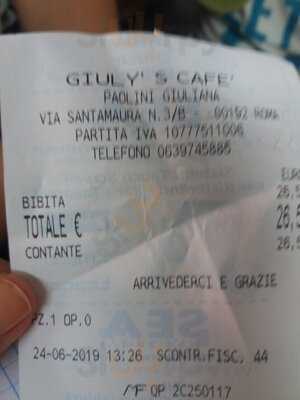 GIULY' S CAFE'
PAOLINI GIULIANA
VIA SANTAMAURA N.3/B - 00192 ROMA
PARTITA IVA 10777511006
TELEFONO 0639745885
EURO
BIBITA 26,5
TOTALE € 26,5
CONTANTE 26,5
ARRIVEDERCI E GRAZIE
PZ.1 OP.0
24-06-2019 13:26 SCONTR.FISC. 44
MF QP 2C250117